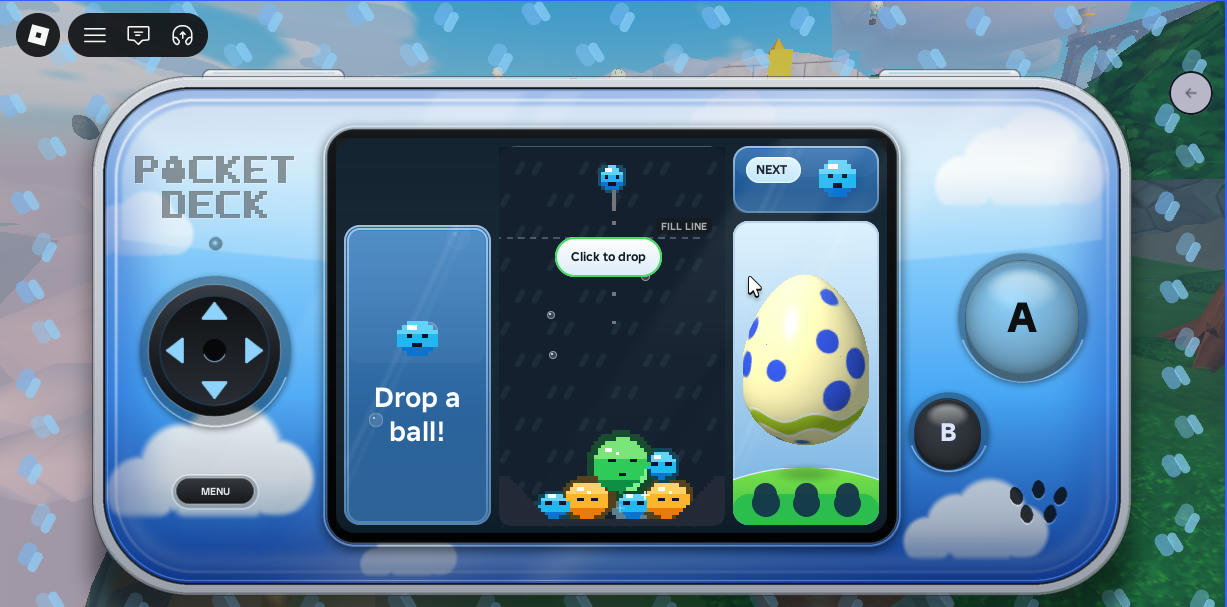 POCKET
DECK
NEXT
FILL LINE
Click to drop
Drop a
ball!
A
B
MENU